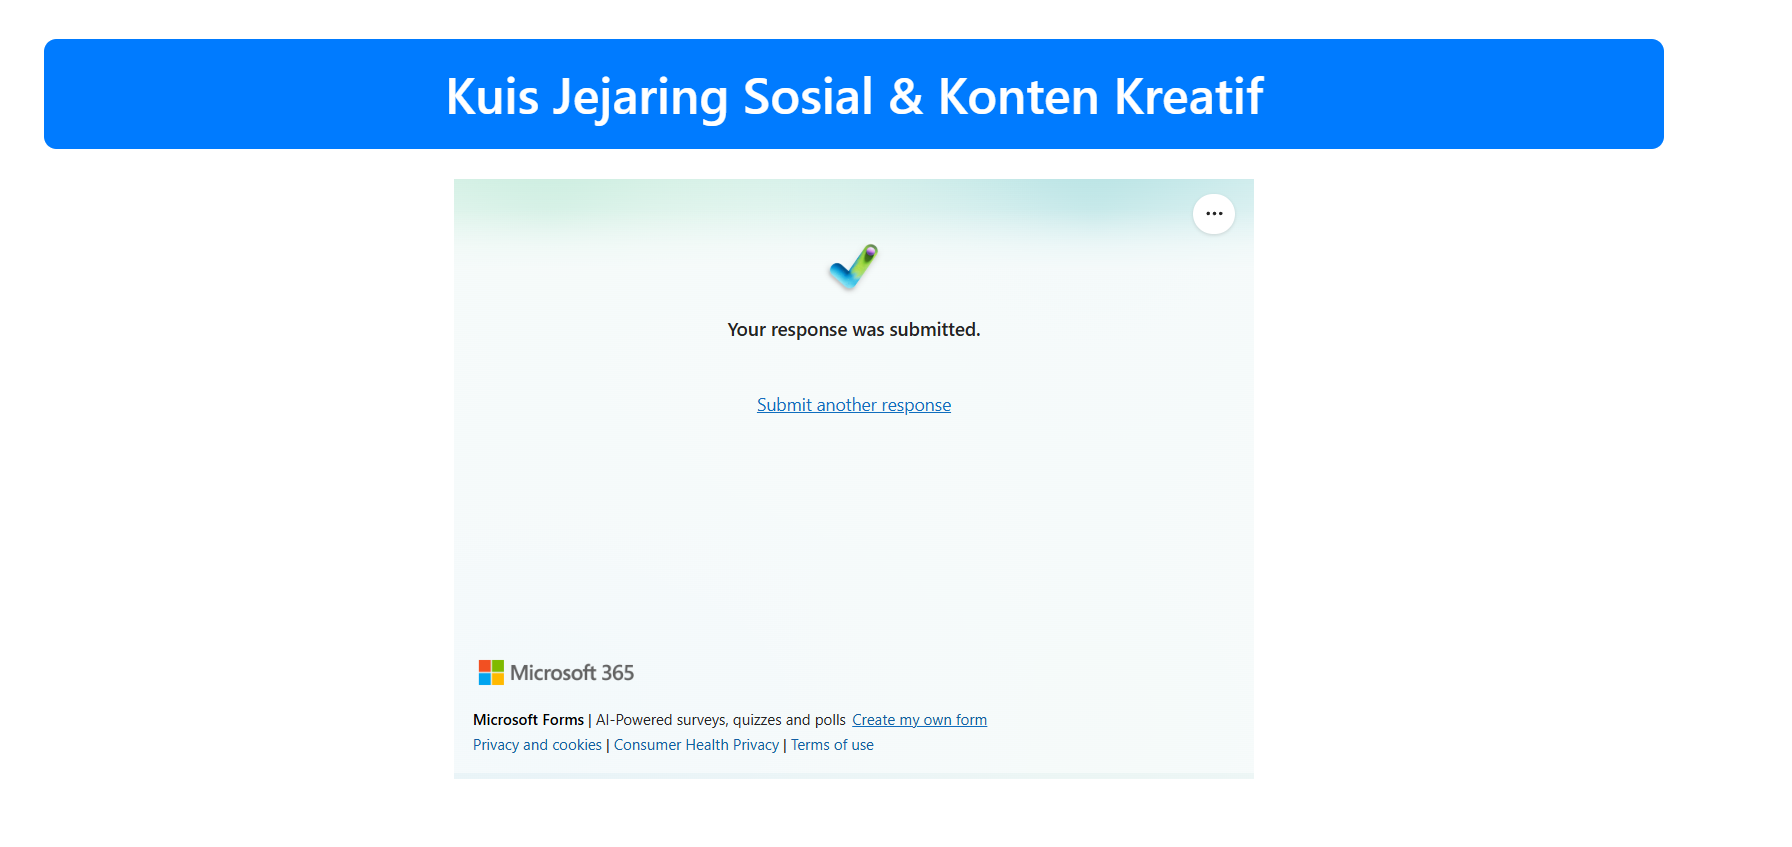 Kuis Jejaring Sosial & Konten Kreatif
...
Your response was submitted.
Submit another response
Microsoft 365
Microsoft Forms | AI-Powered surveys, quizzes and polls Create my own form
Privacy and cookies | Consumer Health Privacy | Terms of use